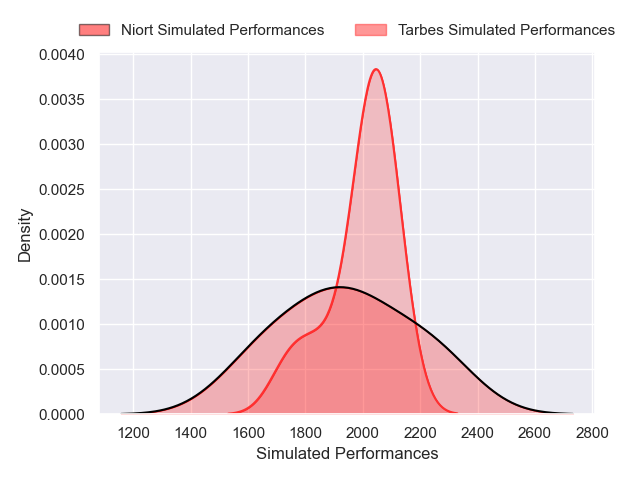 Niort Simulated Performances
Tarbes Simulated Performances
0.0040
0.0035
0.0030
0.0025
0.0020
0.0015
0.0010
0.0005
0.0000
Density
1200 1400 1600 1800 2000 2200 2400 2600 2800
Simulated Performances